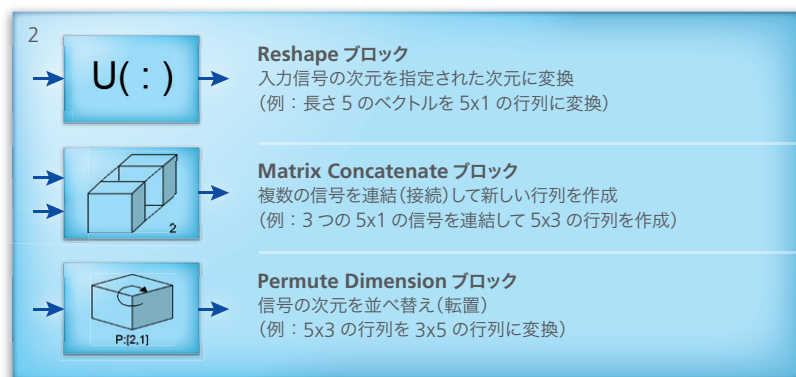 2
U( : )
Reshape ブロック
入力信号の次元を指定された次元に変換
（例：長さ 5 のベクトルを 5x1 の行列に変換）
2
Matrix Concatenate ブロック
複数の信号を連結（接続）して新しい行列を作成
（例：3 つの 5x1 の信号を連結して 5x3 の行列を作成）
P:[2,1]
Permute Dimension ブロック
信号の次元を並べ替え（転置）
（例：5x3 の行列を 3x5 の行列に変換）